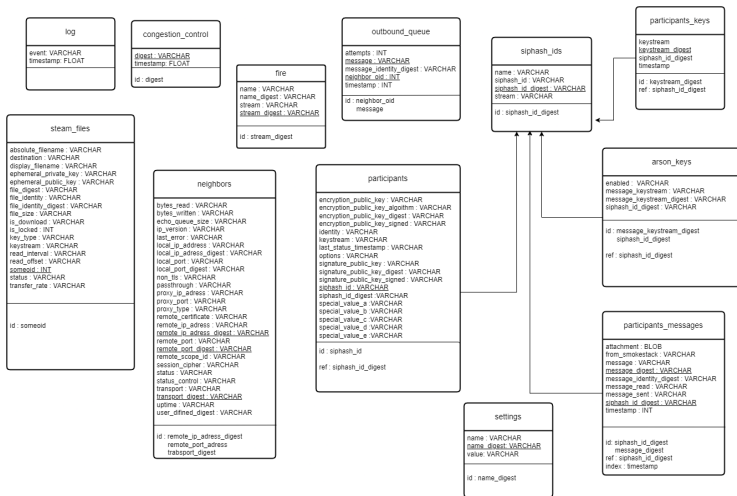 log
event: VARCHAR
timestamp: FLOAT
congestion_control
digest : VARCHAR
timestamp: FLOAT
id : digest
fire
name : VARCHAR
name_digest : VARCHAR
stream : VARCHAR
stream_digest : VARCHAR
id : stream_digest
outbound_queue
attempts : INT
message : VARCHAR
message_identity_digest : VARCHAR
neighbor_oid : INT
timestamp : INT
id : neighbor_oid
message
siphash_ids
name : VARCHAR
siphash_id : VARCHAR
siphash_id_digest : VARCHAR
stream : VARCHAR
id : siphash_id_digest
participants_keys
keystream
keystream_digest
siphash_id_digest
timestamp
id : keystream_digest
ref : siphash_id_digest
steam_files
absolute_filename : VARCHAR
destination : VARCHAR
display_filename : VARCHAR
ephemeral_private_key : VARCHAR
ephemeral_public_key : VARCHAR
file_digest : VARCHAR
file_identity : VARCHAR
file_identity_digest : VARCHAR
file_size : VARCHAR
is_download : VARCHAR
is_locked : INT
key_type : VARCHAR
keystream : VARCHAR
read_interval : VARCHAR
read_offset : VARCHAR
someoid : INT
status : VARCHAR
transfer_rate : VARCHAR
id : someoid
neighbors
bytes_read : VARCHAR
bytes_written : VARCHAR
echo_queue_size : VARCHAR
ip_version : VARCHAR
last_error : VARCHAR
local_ip_address : VARCHAR
local_ip_address_digest : VARCHAR
local_port : VARCHAR
local_port_digest : VARCHAR
non_tls : VARCHAR
passthrough : VARCHAR
proxy_ip_adress : VARCHAR
proxy_port : VARCHAR
proxy_type : VARCHAR
remote_certificate : VARCHAR
remote_ip_adress : VARCHAR
remote_ip_adress_digest : VARCHAR
remote_port : VARCHAR
remote_port_digest : VARCHAR
remote_scope_id : VARCHAR
session_cipher : VARCHAR
status : VARCHAR
status_control : VARCHAR
transport : VARCHAR
transport_digest : VARCHAR
uptime : VARCHAR
user_difined_digest : VARCHAR
id : remote_ip_adress_digest
remote_port_adress
trabsport_digest
participants
encryption_public_key : VARCHAR
encryption_public_key_algoithm : VARCHAR
encryption_public_key_digest : VARCHAR
encryption_public_key_signed : VARCHAR
identity : VARCHAR
keystream : VARCHAR
last_status_timestamp : VARCHAR
options : VARCHAR
signature_public_key : VARCHAR
signature_public_key_digest : VARCHAR
signature_public_key_signed : VARCHAR
siphash_id : VARCHAR
siphash_id_digest : VARCHAR
special_value_a : VARCHAR
special_value_b : VARCHAR
special_value_c : VARCHAR
special_value_d : VARCHAR
special_value_e : VARCHAR
id : siphash_id
ref : siphash_id_digest
arson_keys
enabled : VARCHAR
message_keystream : VARCHAR
message_keystream_digest : VARCHAR
siphash_id_digest : VARCHAR
id : message_keystream_digest
siphash_id_digest
ref : siphash_id_digest
participants_messages
attachment : BLOB
from_smokestack : VARCHAR
message : VARCHAR
message_digest : VARCHAR
message_identity_digest : VARCHAR
message_read : VARCHAR
message_sent : VARCHAR
siphash_id_digest : VARCHAR
timestamp : INT
id: siphash_id_digest
message_digest
ref : siphash_id_digest
index : timestamp
settings
name : VARCHAR
name_digest: VARCHAR
value: VARCHAR
id : name_digest